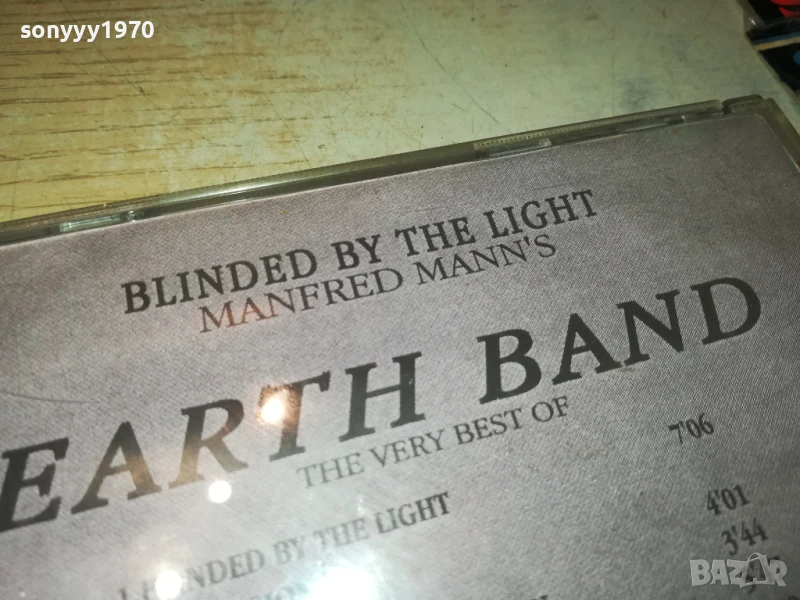 sonyyy1970
BLINDED BY THE LIGHT
MANFRED MANN'S
EARTH BAND
THE VERY BEST OF
7'06
BY THE LIGHT
4'01
3'44
BAZAR